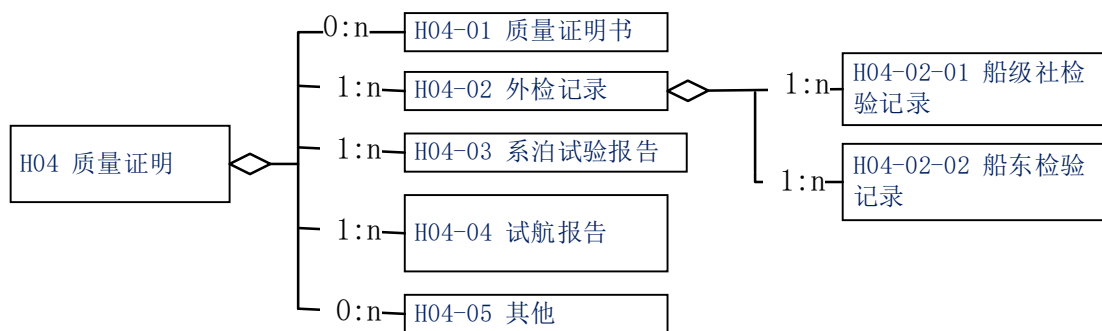 0:n
H04-01 质量证明书
1:n
H04-02 外检记录
1:n
H04-02-01 船级社检
验记录
H04 质量证明
1:n
H04-03 系泊试验报告
1:n
H04-02-02 船东检验
记录
1:n
H04-04 试航报告
0:n
H04-05 其他